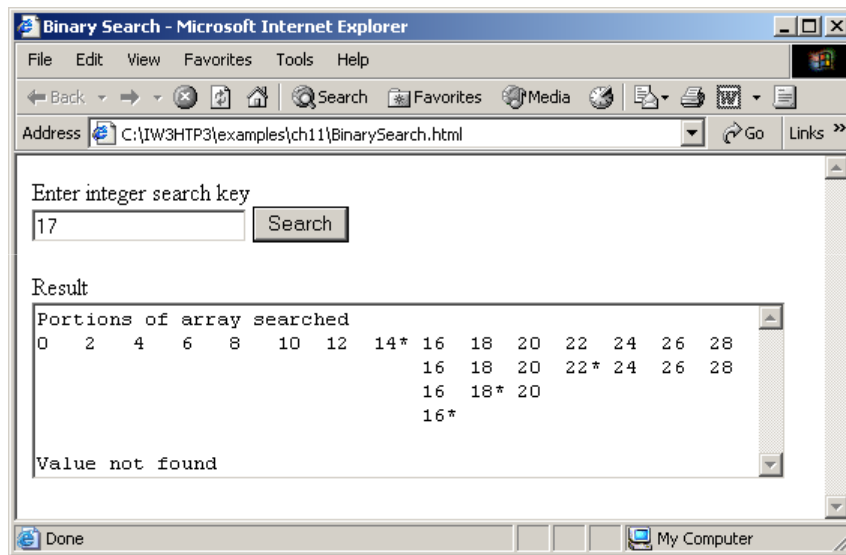 Binary Search - Microsoft Internet Explorer
File Edit View Favorites Tools Help
Back Search Favorites Media
Address C:\IW3HTP3\examples\ch11\BinarySearch.html Go Links »
Enter integer search key
17 Search
Result
Portions of array searched
0 2 4 6 8 10 12 14* 16 18 20 22 24 26 28
16 18 20 22* 24 26 28
16 18* 20
16*
Value not found
Done My Computer